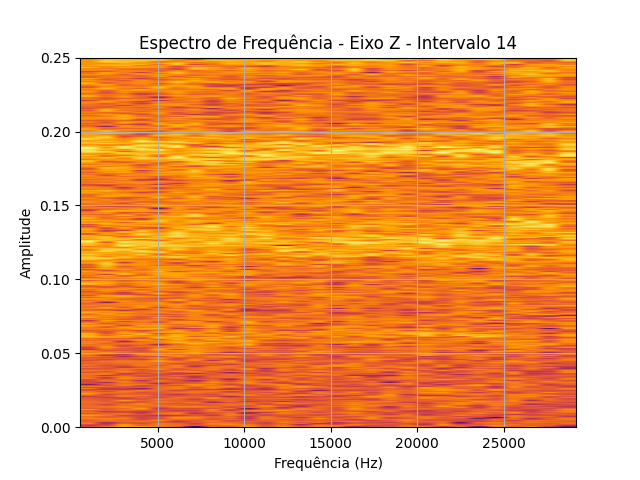 Espectro de Frequência - Eixo Z - Intervalo 14
0.25
0.20
0.15
0.10
0.05
0.00
Amplitude
5000 10000 15000 20000 25000
Frequência (Hz)